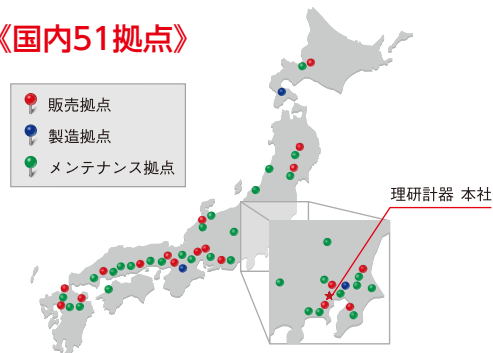 《国内51拠点》
販売拠点
製造拠点
メンテナンス拠点
理研計器 本社